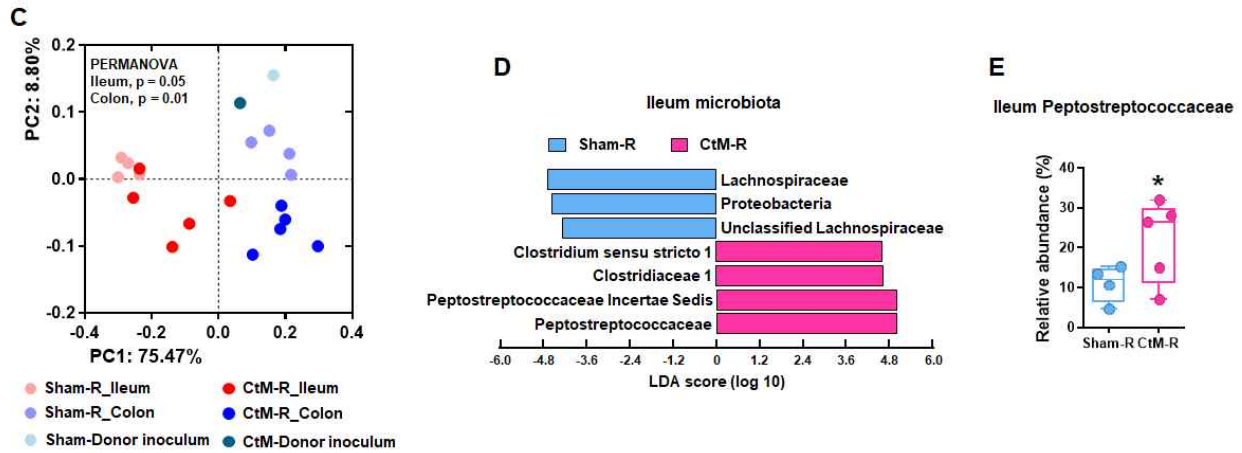 C
PC2: 8.80%
0.2
0.1
0.0
-0.1
-0.2
PERMANOVA
Ileum, p = 0.05
Colon, p = 0.01
-0.4 -0.2 0.0 0.2 0.4
PC1: 75.47%
Sham-R_Ileum
Sham-R_Colon
Sham-Donor inoculum
CtM-R_Ileum
CtM-R_Colon
CtM-Donor inoculum
D
Ileum microbiota
Sham-R CtM-R
Lachnospiraceae
Proteobacteria
Unclassified Lachnospiraceae
Clostridium sensu stricto 1
Clostridiaceae 1
Peptostreptococcaceae Incertae Sedis
Peptostreptococcaceae
-6.0 -4.8 -3.6 -2.4 -1.2 0 1.2 2.4 3.6 4.8 6.0
LDA score (log 10)
E
Ileum Peptostreptococcaceae
Relative abundance (%)
40
30
20
10
0
*
Sham-R CtM-R